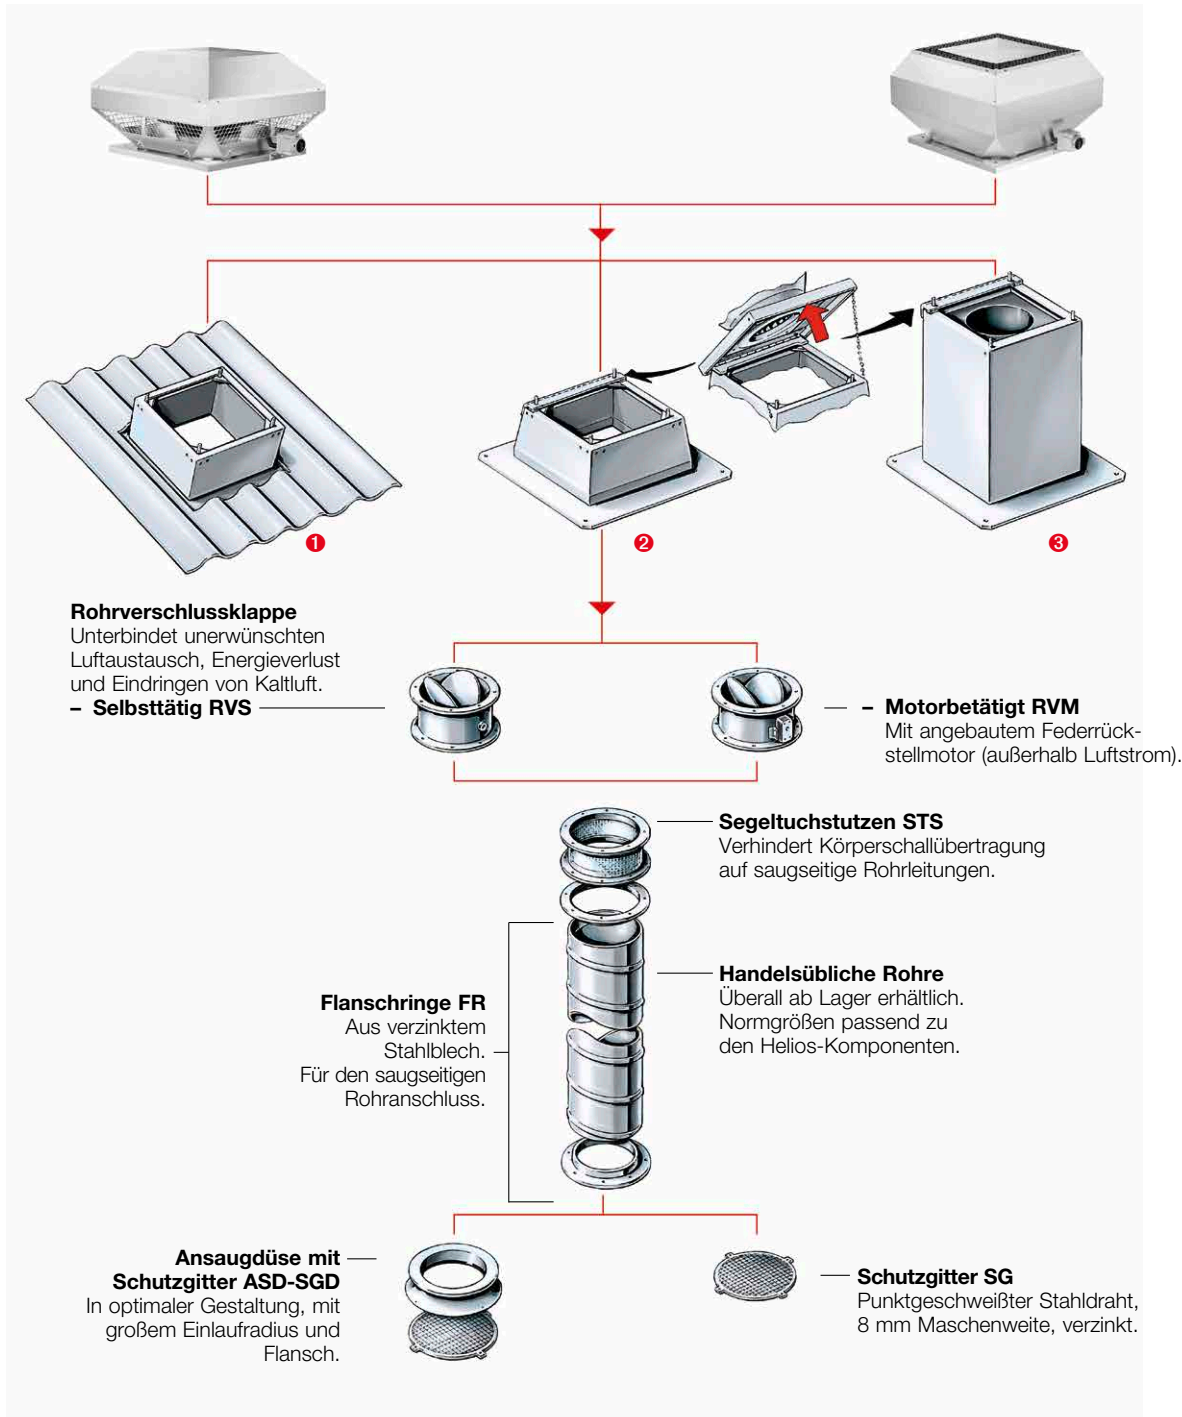 ❶
❷
❸
Rohrverschlussklappe
Unterbindet unerwünschten
Luftaustausch, Energieverlust
und Eindringen von Kaltluft.
– Selbsttätig RVS
– Motorbetätigt RVM
Mit angebautem Federrück-
stellmotor (außerhalb Luftstrom).
Segeltuchstutzen STS
Verhindert Körperschallübertragung
auf saugseitige Rohrleitungen.
Flanschringe FR
Aus verzinktem
Stahlblech.
Für den saugseitigen
Rohranschluss.
Handelsübliche Rohre
Überall ab Lager erhältlich.
Normgrößen passend zu
den Helios-Komponenten.
Ansaugdüse mit
Schutzgitter ASD-SGD
In optimaler Gestaltung, mit
großem Einlaufradius und
Flansch.
Schutzgitter SG
Punktgeschweißter Stahldraht,
8 mm Maschenweite, verzinkt.